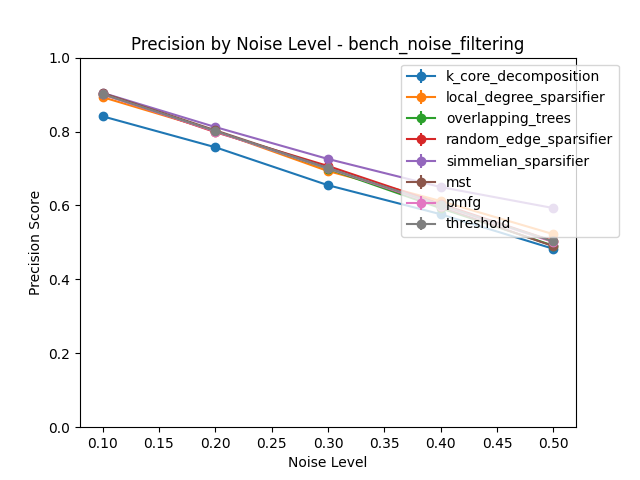 Precision by Noise Level - bench_noise_filtering
1.0
0.8
0.6
0.4
0.2
0.0
Precision Score
k_core_decomposition
local_degree_sparsifier
overlapping_trees
random_edge_sparsifier
simmelian_sparsifier
mst
pmfg
threshold
0.10
0.15
0.20
0.25
0.30
0.35
0.40
0.45
0.50
Noise Level